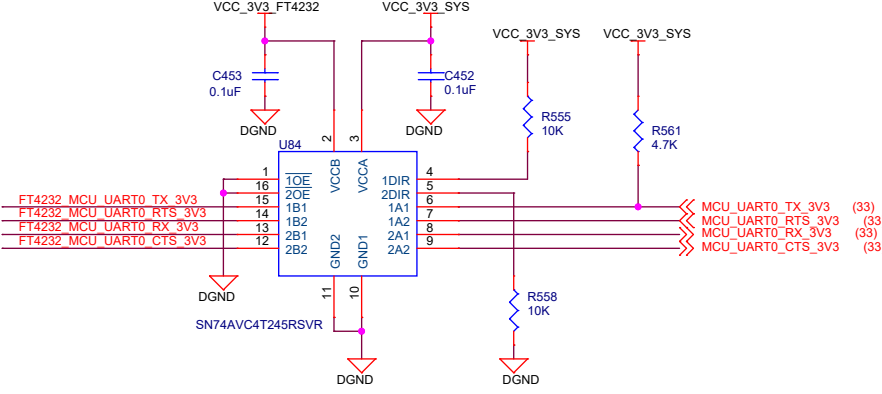 VCC_3V3_FT4232
VCC_3V3_SYS
VCC_3V3_SYS
VCC_3V3_SYS
C453
0.1uF
C452
0.1uF
R555
10K
R561
4.7K
DGND
DGND
U84
2
3
VCCB
VCCA
1
1OE
1DIR
4
16
2OE
2DIR
5
FT4232_MCU_UART0_TX_3V3
15
1B1
1A1
6
MCU_UART0_TX_3V3 (33)
FT4232_MCU_UART0_RTS_3V3
14
1B2
1A2
7
MCU_UART0_RTS_3V3 (33
FT4232_MCU_UART0_RX_3V3
13
2B1
2A1
8
MCU_UART0_RX_3V3 (33)
FT4232_MCU_UART0_CTS_3V3
12
2B2
2A2
9
MCU_UART0_CTS_3V3 (33
GND2
GND1
11
10
DGND
SN74AVC4T245RSVR
R558
10K
DGND
DGND